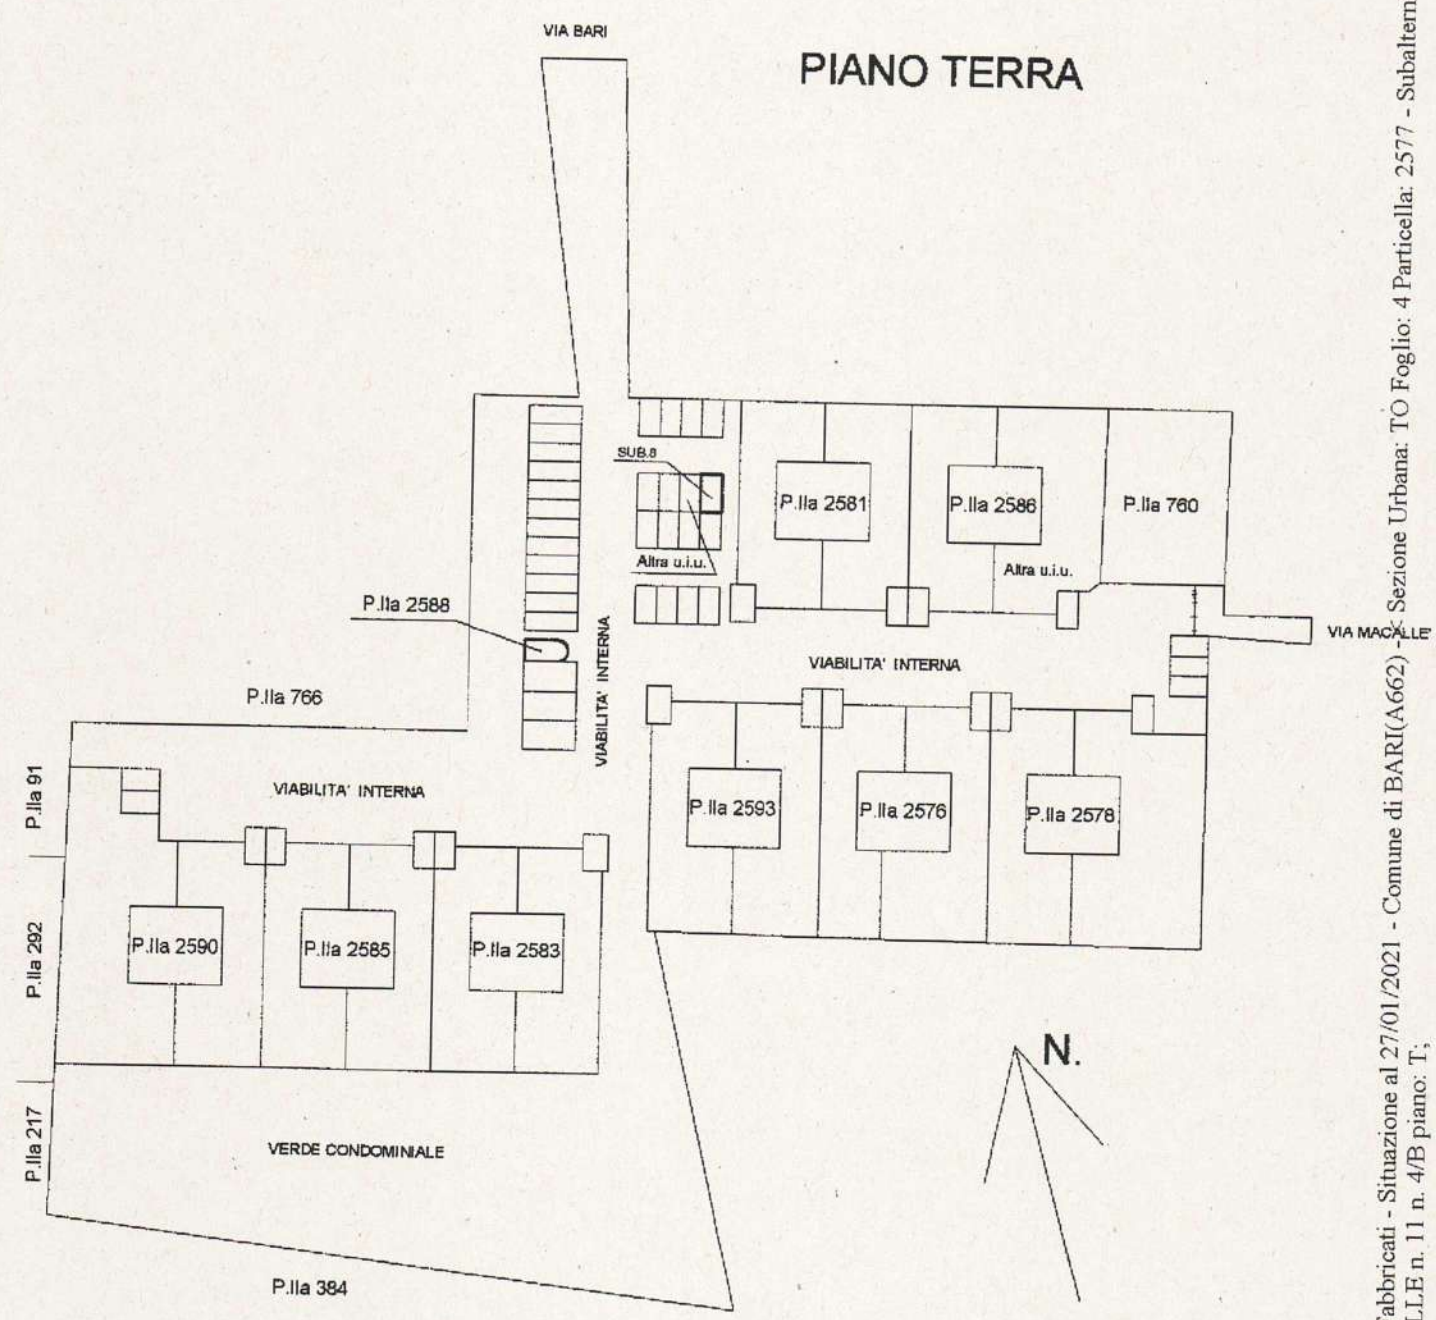 VIA BARI
PIANO TERRA
SUB.8
P.lla 2581
P.lla 2586
P.lla 760
Altra u.i.u.
Altra u.i.u.
P.lla 2588
VIA MACALLE'
VIABILITA' INTERNA
VIABILITA' INTERNA
P.lla 766
P.lla 91
VIABILITA' INTERNA
P.lla 2593
P.lla 2576
P.lla 2578
P.lla 292
P.lla 2590
P.lla 2585
P.lla 2583
N.
P.lla 217
VERDE CONDOMINIALE
P.lla 384
Fabbricati - Situazione al 27/01/2021 - Comune di BARI(A662) - < Sezione Urbana: TO Foglio: 4 Particella: 2577 - Subaltern
LLE n. 11 n. 4/B piano: T;